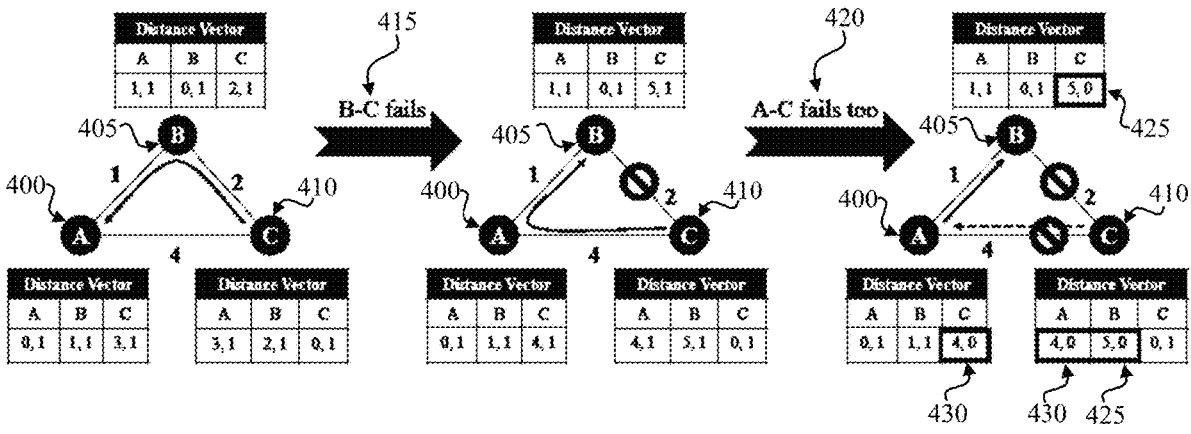 Distance Vector
A B C
1, 1 0, 1 2, 1
415
B-C fails
Distance Vector
A B C
1, 1 0, 1 5, 1
420
A-C fails too
Distance Vector
A B C
1, 1 0, 1 5, 0
425
405
B
1
2
400
410
A
C
4
405
B
1
2
400
410
A
C
4
405
B
1
2
400
410
A
C
4
Distance Vector
A B C
0, 1 1, 1 3, 1
Distance Vector
A B C
3, 1 2, 1 0, 1
Distance Vector
A B C
0, 1 1, 1 4, 1
Distance Vector
A B C
4, 1 5, 1 0, 1
Distance Vector
A B C
0, 1 1, 1 4, 0
Distance Vector
A B C
4, 0 5, 0 0, 1
430
430
425